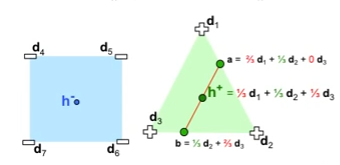 d₁
d₄ d₅
a = ⅔ d₁ + ⅓ d₂ + 0 d₃
h⁻
h⁺ = ⅓ d₁ + ⅓ d₂ + ⅓ d₃
d₃
d₇ d₆
d₂
b = ⅓ d₂ + ⅔ d₃